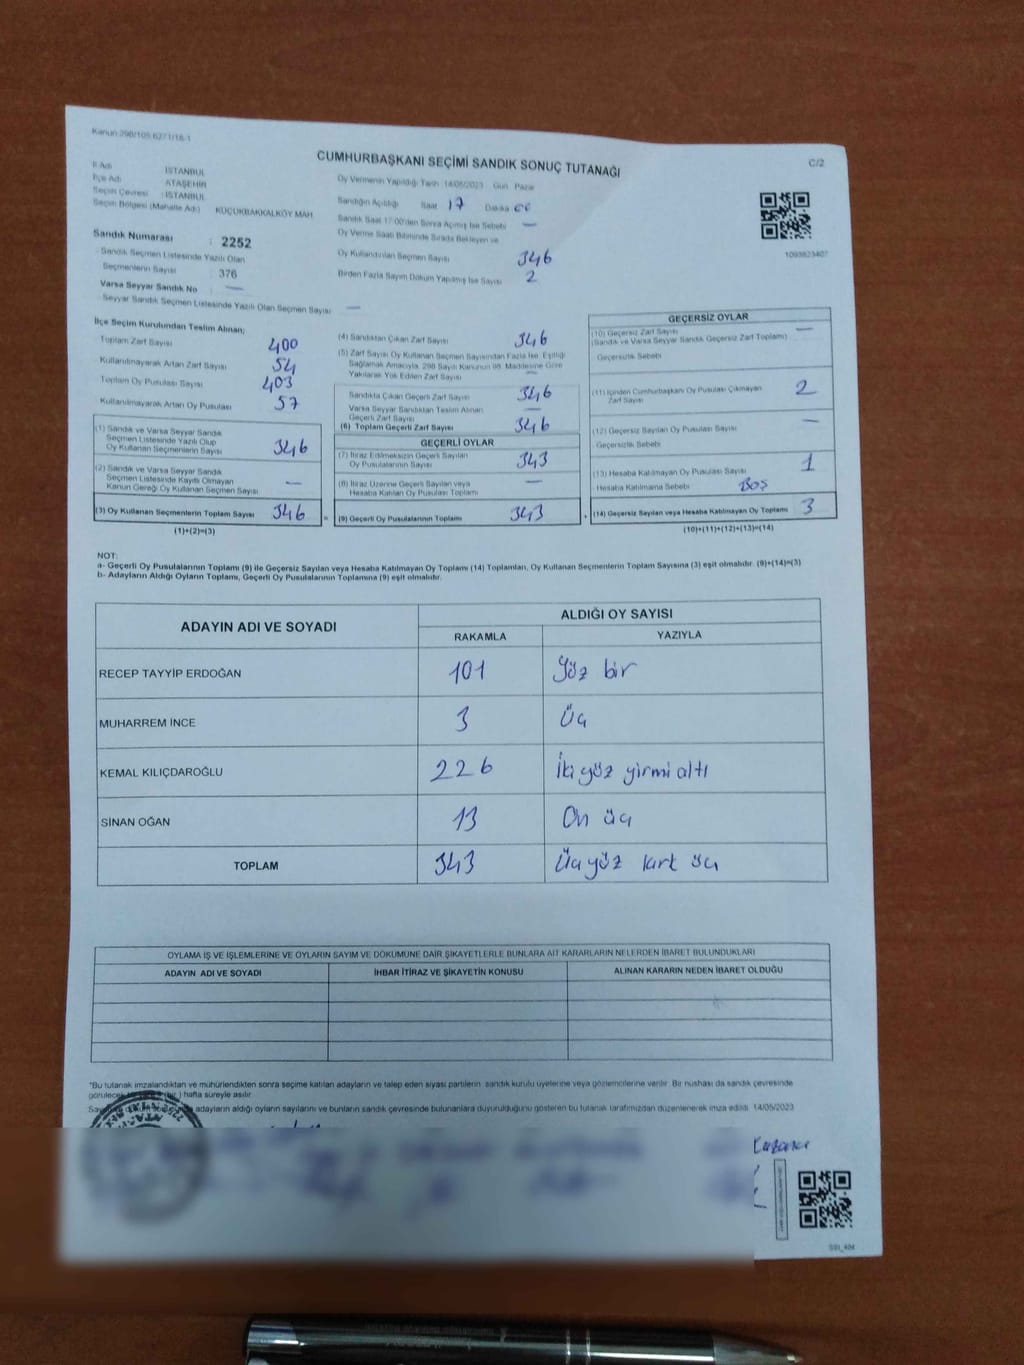 Kanun 298/105 6271/18-1
CUMHURBAŞKANI SEÇİMİ SANDIK SONUÇ TUTANAĞI
C/2
İl Adı : İSTANBUL
İlçe Adı : ATAŞEHİR
Seçim Çevresi : İSTANBUL
Seçim Bölgesi (Mahalle Adı) : KÜÇÜKBAKKALKÖY MAH
Sandık Numarası : 2252
Sandık Seçmen Listesinde Yazılı Olan
Seçmenlerin Sayısı : 376
Varsa Seyyar Sandık No : —
Seyyar Sandık Seçmen Listesinde Yazılı Olan Seçmen Sayısı : —
Oy Vermenin Yapıldığı Tarih 14/05/2023 Gün Pazar
Sandığın Açıldığı Saat 17 Dakika
Sandık Saat 17:00'den Sonra Açılmış İse Sebebi —
Oy Verme Saati Bitiminde Sırada Bekleyen ve
Oy Kullandırılan Seçmen Sayısı 346
Birden Fazla Sayım Döküm Yapılmış İse Sayısı 2
İlçe Seçim Kurulundan Teslim Alınan;
Toplam Zarf Sayısı 400
Kullanılmayarak Artan Zarf Sayısı 54
Toplam Oy Pusulası Sayısı 403
Kullanılmayarak Artan Oy Pusulası 57
(1) Sandık ve Varsa Seyyar Sandık
Seçmen Listesinde Yazılı Olup
Oy Kullanan Seçmenlerin Sayısı 346
(2) Sandık ve Varsa Seyyar Sandık
Seçmen Listesinde Kayıtlı Olmayan
Kanun Gereği Oy Kullanan Seçmen Sayısı —
(3) Oy Kullanan Seçmenlerin Toplam Sayısı 346 =
(1)+(2)=(3)
(4) Sandıktan Çıkan Zarf Sayısı 346
(5) Zarf Sayısı Oy Kullanan Seçmen Sayısından Fazla İse, Eşitliği
Sağlamak Amacıyla, 298 Sayılı Kanunun 98. Maddesine Göre
Yakılarak Yok Edilen Zarf Sayısı —
Sandıkta Çıkan Geçerli Zarf Sayısı 346
Varsa Seyyar Sandıktan Teslim Alınan
Geçerli Zarf Sayısı —
(6) Toplam Geçerli Zarf Sayısı 346
GEÇERLİ OYLAR
(7) İtiraz Edilmeksizin Geçerli Sayılan
Oy Pusulalarının Sayısı 343
(8) İtiraz Üzerine Geçerli Sayılan veya
Hesaba Katılan Oy Pusulası Toplamı —
(9) Geçerli Oy Pusulalarının Toplamı 343 +
1093823407
GEÇERSİZ OYLAR
(10) Geçersiz Zarf Sayısı —
(Sandık ve Varsa Seyyar Sandık Geçersiz Zarf Toplamı)
Geçersizlik Sebebi
(11) İçinden Cumhurbaşkanı Oy Pusulası Çıkmayan
Zarf Sayısı 2
(12) Geçersiz Sayılan Oy Pusulası Sayısı —
Geçersizlik Sebebi
(13) Hesaba Katılmayan Oy Pusulası Sayısı 1
Hesaba Katılmama Sebebi Boş
(14) Geçersiz Sayılan veya Hesaba Katılmayan Oy Toplamı 3
(10)+(11)+(12)+(13)=(14)
NOT:
a- Geçerli Oy Pusulalarının Toplamı (9) ile Geçersiz Sayılan veya Hesaba Katılmayan Oy Toplamı (14) Toplamları, Oy Kullanan Seçmenlerin Toplam Sayısına (3) eşit olmalıdır. (9)+(14)=(3)
b- Adayların Aldığı Oyların Toplamı, Geçerli Oy Pusulalarının Toplamına (9) eşit olmalıdır.
ADAYIN ADI VE SOYADI
ALDIĞI OY SAYISI
RAKAMLA YAZIYLA
RECEP TAYYİP ERDOĞAN 101 Yüz bir
MUHARREM İNCE 3 Üç
KEMAL KILIÇDAROĞLU 226 İki yüz yirmi altı
SİNAN OĞAN 13 On üç
TOPLAM 343 Üçyüz kırk üç
OYLAMA İŞ VE İŞLEMLERİNE VE OYLARIN SAYIM VE DÖKÜMÜNE DAİR ŞİKAYETLERLE BUNLARA AİT KARARLARIN NELERDEN İBARET BULUNDUKLARI
ADAYIN ADI VE SOYADI İHBAR İTİRAZ VE ŞİKAYETİN KONUSU ALINAN KARARIN NEDEN İBARET OLDUĞU
*Bu tutanak imzalandıktan ve mühürlendikten sonra seçime katılan adayların ve talep eden siyasi partilerin sandık kurulu üyelerine veya gözlemcilerine verilir. Bir nüshası da sandık çevresinde
görülecek (bir) hafta süreyle asılır.
adayların aldığı oyların sayılarını ve bunların sandık çevresinde bulunanlara duyurulduğunu gösteren bu tutanak tarafımızdan düzenlenerek imza edildi. 14/05/2023